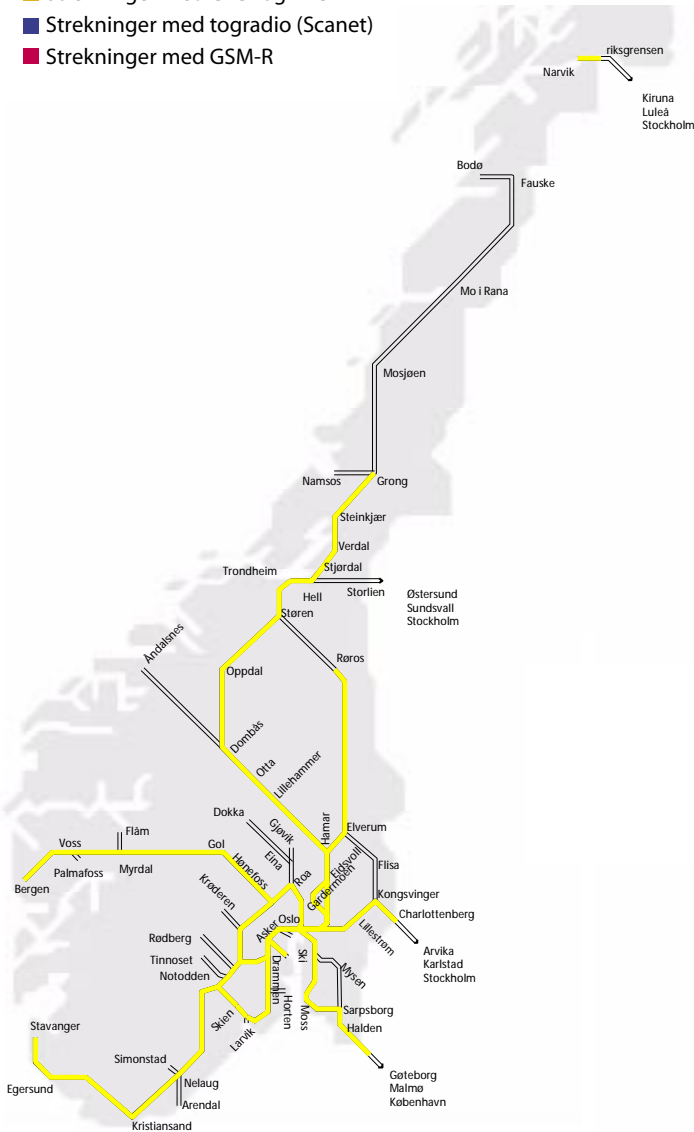 Strekninger med togradio (Scanet)
Strekninger med GSM-R
riksgrensen
Narvik
Kiruna
Luleå
Stockholm
Bodø
Fauske
Mo i Rana
Mosjøen
Namsos
Grong
Steinkjær
Verdal
Stjørdal
Trondheim
Hell
Storlien
Østersund
Sundsvall
Stockholm
Støren
Åndalsnes
Røros
Oppdal
Dombås
Otta
Lillehammer
Dokka
Gjøvik
Hamar
Elverum
Flåm
Voss
Gol
Eina
Eidsvoll
Flisa
Palmafoss
Myrdal
Hønefoss
Roa
Gardermoen
Bergen
Krøderen
Kongsvinger
Charlottenberg
Oslo
Asker
Lillestrøm
Rødberg
Arvika
Karlstad
Stockholm
Tinnoset
Notodden
Drammen
Ski
Mysen
Skien
Larvik
Horten
Moss
Sarpsborg
Halden
Stavanger
Simonstad
Nelaug
Gøteborg
Malmø
København
Egersund
Arendal
Kristiansand